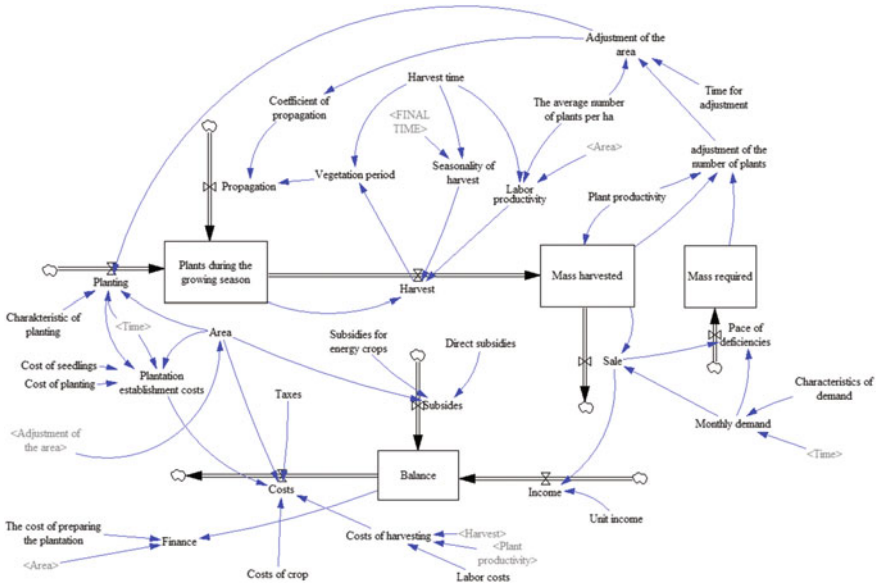 Adjustment of the
area
Harvest time
Time for
adjustment
Coefficient of
propagation
<FINAL
TIME>
The average number
of plants per ha
<Area>
adjustment of the
number of plants
Propagation
Vegetation period
Seasonality of
harvest
Labor
productivity
Plant productivity
Plants during the
growing season
Mass harvested
Mass required
Planting
Harvest
Charakteristic of
planting
<Time>
Area
Subsidies for
energy crops
Direct subsidies
Sale
Pace of
deficiencies
Cost of seedlings
Cost of planting
Plantation
establishment costs
Taxes
Subsides
Characteristics of
demand
Monthly demand
<Adjustment of
the area>
<Time>
Balance
Costs
Income
Unit income
The cost of preparing
the plantation
Finance
<Area>
Costs of harvesting
<Harvest>
<Plant
productivity>
Costs of crop
Labor costs